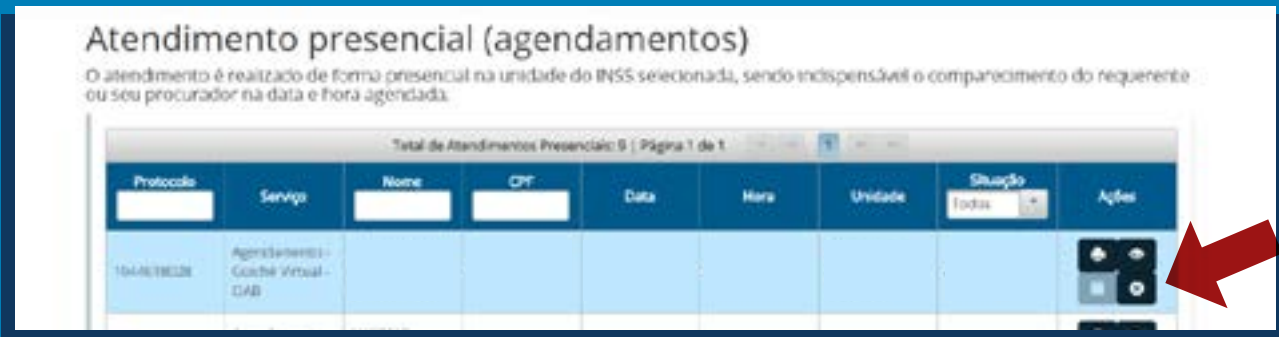 Atendimento presencial (agendamentos)
O atendimento é realizado de forma presencial na unidade do INSS selecionada, sendo indispensável o comparecimento do requerente
ou seu procurador na data e hora agendada.
Total de Atendimentos Presenciais: 9 | Página 1 de 1 1
Protocolo Serviço Nome CPF Data Hora Unidade Situação Ações
Todas
Agendamento -
Guichê Virtual -
OAB